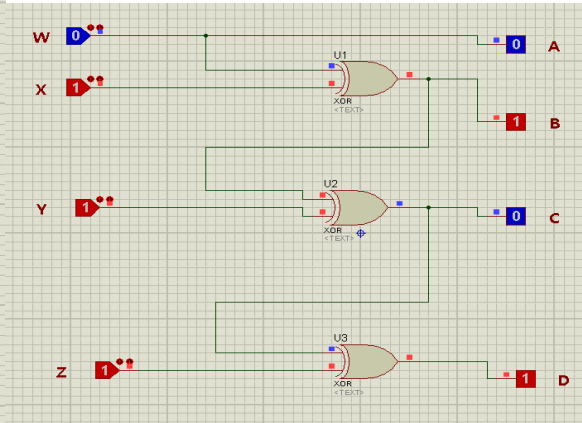 W 0 0 A
U1
X 1
XOR
<TEXT>
1 B
U2
Y 1
0 C
XOR
<TEXT>
U3
Z 1
1 D
XOR
<TEXT>